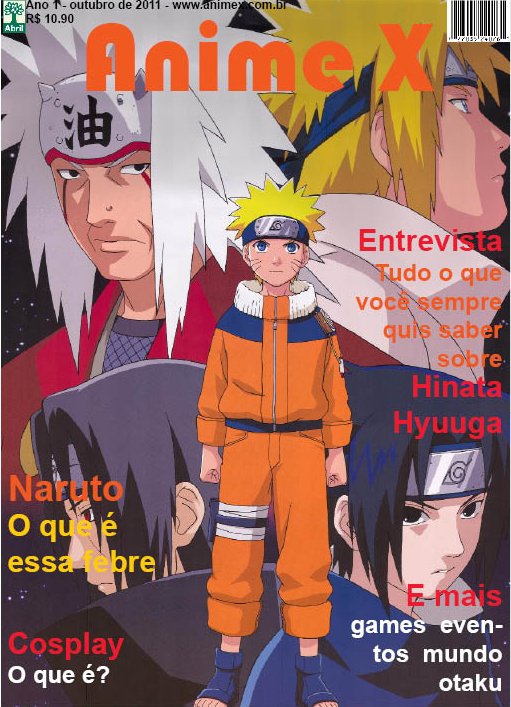 Ano 1 - outubro de 2011 - www.animex.com.br
R$ 10.90
Abril
Anime X
油
Entrevista
Tudo o que
você sempre
quis saber
sobre
Hinata
Hyuuga
Naruto
O que é
essa febre
E mais
games even-
tos mundo
otaku
Cosplay
O que é?